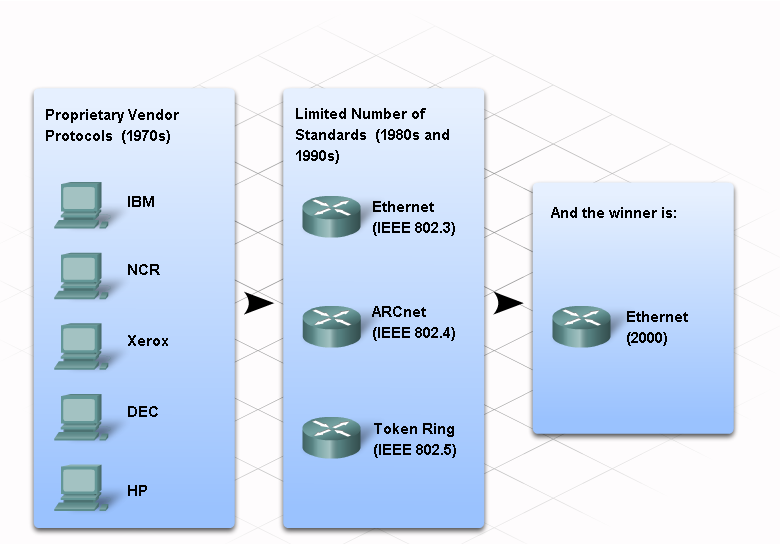 Proprietary Vendor
Protocols (1970s)
IBM
NCR
Xerox
DEC
HP
Limited Number of
Standards (1980s and
1990s)
Ethernet
(IEEE 802.3)
ARCnet
(IEEE 802.4)
Token Ring
(IEEE 802.5)
And the winner is:
Ethernet
(2000)